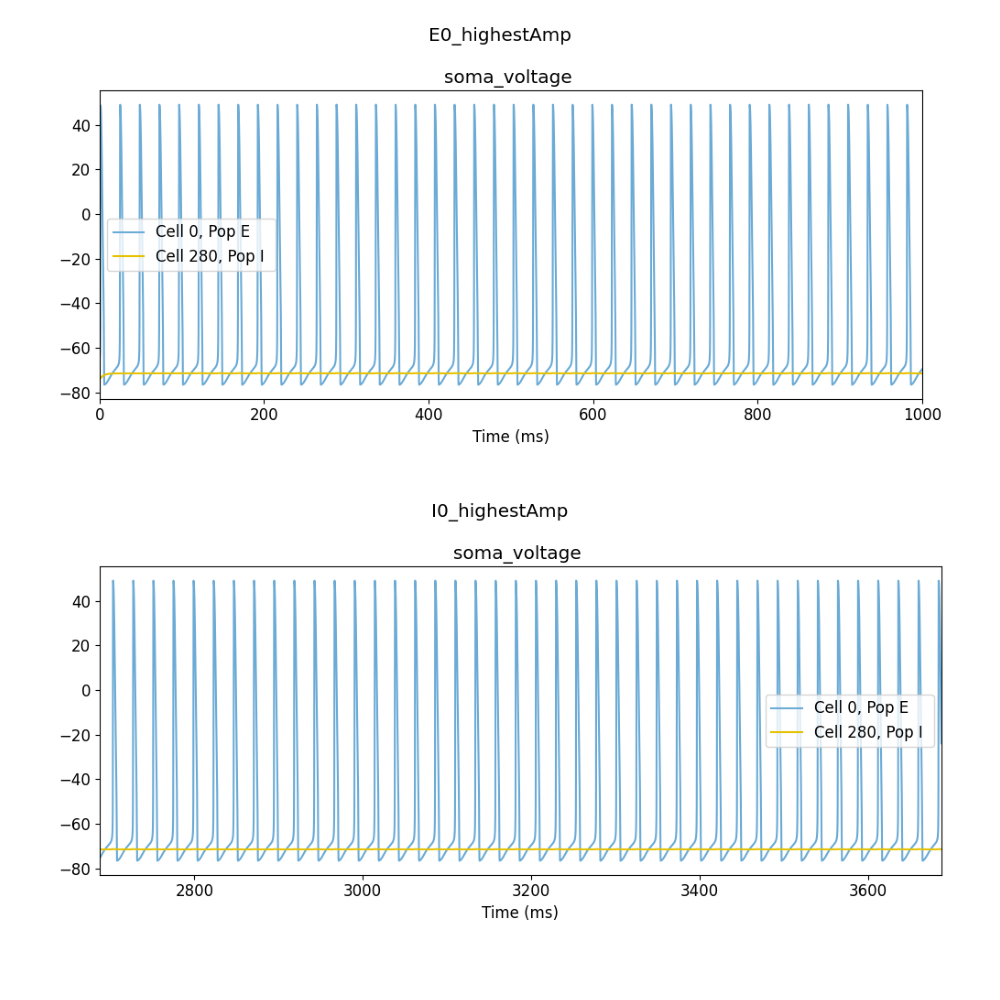 E0_highestAmp
soma_voltage
40
20
0
−20
−40
−60
−80
Cell 0, Pop E
Cell 280, Pop I
0 200 400 600 800 1000
Time (ms)
I0_highestAmp
soma_voltage
40
20
0
−20
−40
−60
−80
Cell 0, Pop E
Cell 280, Pop I
2800 3000 3200 3400 3600
Time (ms)